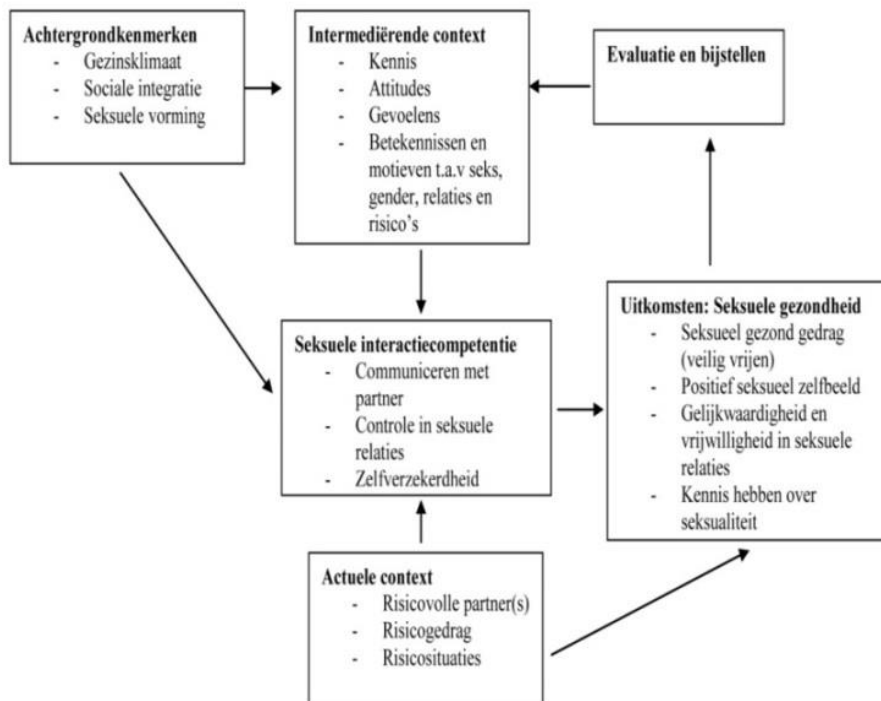 Achtergrondkenmerken
- Gezinsklimaat
- Sociale integratie
- Seksuele vorming
Intermediërende context
- Kennis
- Attitudes
- Gevoelens
- Betekennissen en
motieven t.a.v seks,
gender, relaties en
risico's
Evaluatie en bijstellen
Seksuele interactiecompetentie
- Communiceren met
partner
- Controle in seksuele
relaties
- Zelfverzekerdheid
Uitkomsten: Seksuele gezondheid
- Seksueel gezond gedrag
(veilig vrijen)
- Positief seksueel zelfbeeld
- Gelijkwaardigheid en
vrijwilligheid in seksuele
relaties
- Kennis hebben over
seksualiteit
Actuele context
- Risicovolle partner(s)
- Risicogedrag
- Risicosituaties